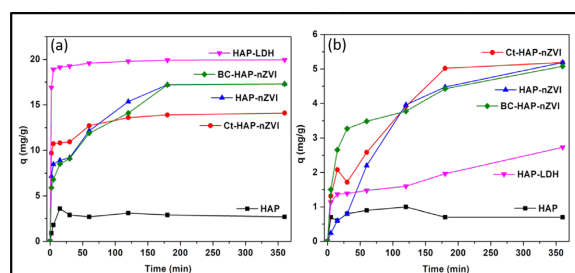 (a)
q (mg/g)
25
20
15
10
5
0
HAP-LDH
BC-HAP-nZVI
HAP-nZVI
Ct-HAP-nZVI
HAP
0 50 100 150 200 250 300 350
Time (min)
(b)
q (mg/g)
6
5
4
3
2
1
0
Ct-HAP-nZVI
HAP-nZVI
BC-HAP-nZVI
HAP-LDH
HAP
0 50 100 150 200 250 300 350
Time (min)